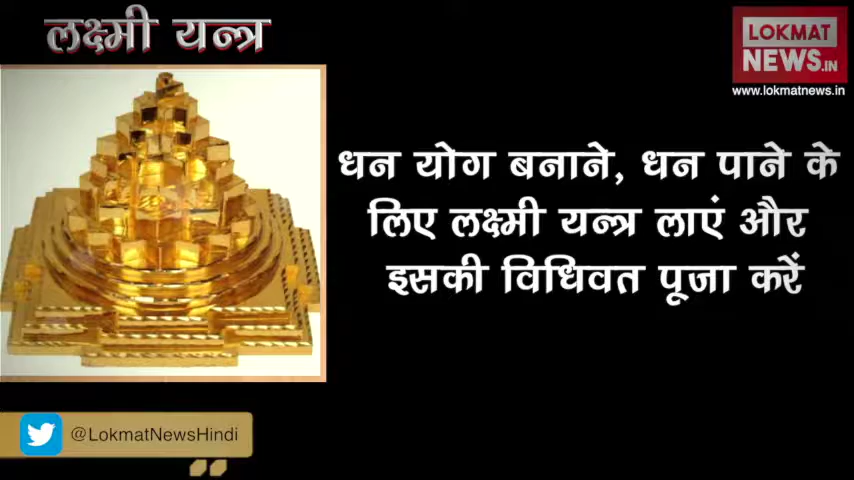 लक्ष्मी यन्त्र
LOKMAT
NEWS.IN
www.lokmatnews.in
धन योग बनाने, धन पाने के
लिए लक्ष्मी यन्त्र लाएं और
इसकी विधिवत पूजा करें
@LokmatNewsHindi